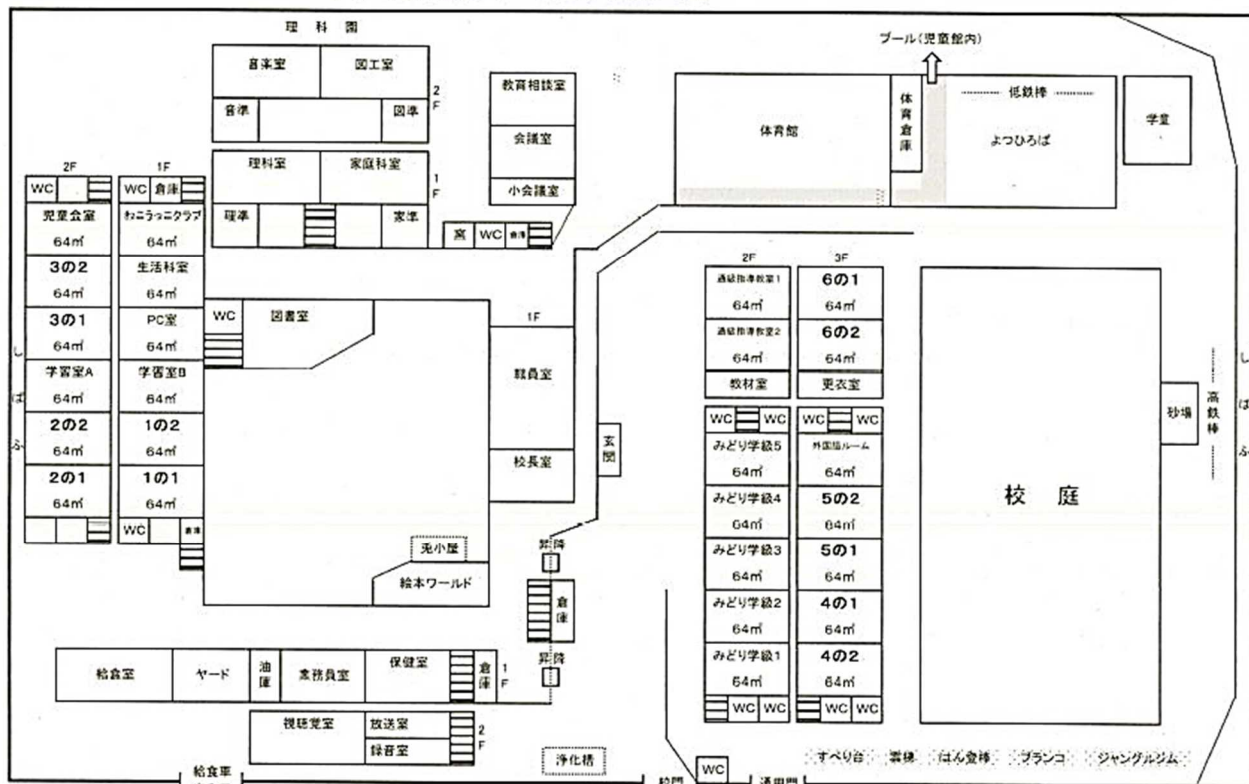 理科園
音楽室
図工室
音準
図準
2F
理科室
家庭科室
1F
理準
家準
教育相談室
会議室
小会議室
WC
倉庫
プール(児童館内)
体育館
体育倉庫
低鉄棒
よつひろば
学童
2F
WC
児童会室
64㎡
3の2
64㎡
3の1
64㎡
学習室A
64㎡
2の2
64㎡
2の1
64㎡
1F
WC
倉庫
64㎡
生活科室
64㎡
PC室
64㎡
学習室B
64㎡
1の2
64㎡
1の1
64㎡
WC
倉庫
しばふ
WC
図書室
1F
職員室
校長室
玄関
兎小屋
絵本ワールド
昇降
倉庫
昇降
給食室
ヤード
油庫
業務員室
保健室
倉庫
1F
視聴覚室
放送室
録音室
2F
浄化槽
2F
通級指導教室1
64㎡
通級指導教室2
64㎡
教材室
WC
WC
みどり学級5
64㎡
みどり学級4
64㎡
みどり学級3
64㎡
みどり学級2
64㎡
みどり学級1
64㎡
WC
WC
3F
6の1
64㎡
6の2
64㎡
更衣室
WC
WC
外国語ルーム
64㎡
5の2
64㎡
5の1
64㎡
4の1
64㎡
4の2
64㎡
WC
WC
校庭
砂場
高鉄棒
しばふ
すべり台
雲梯
はん登棒
ブランコ
ジャングルジム
WC
給食車